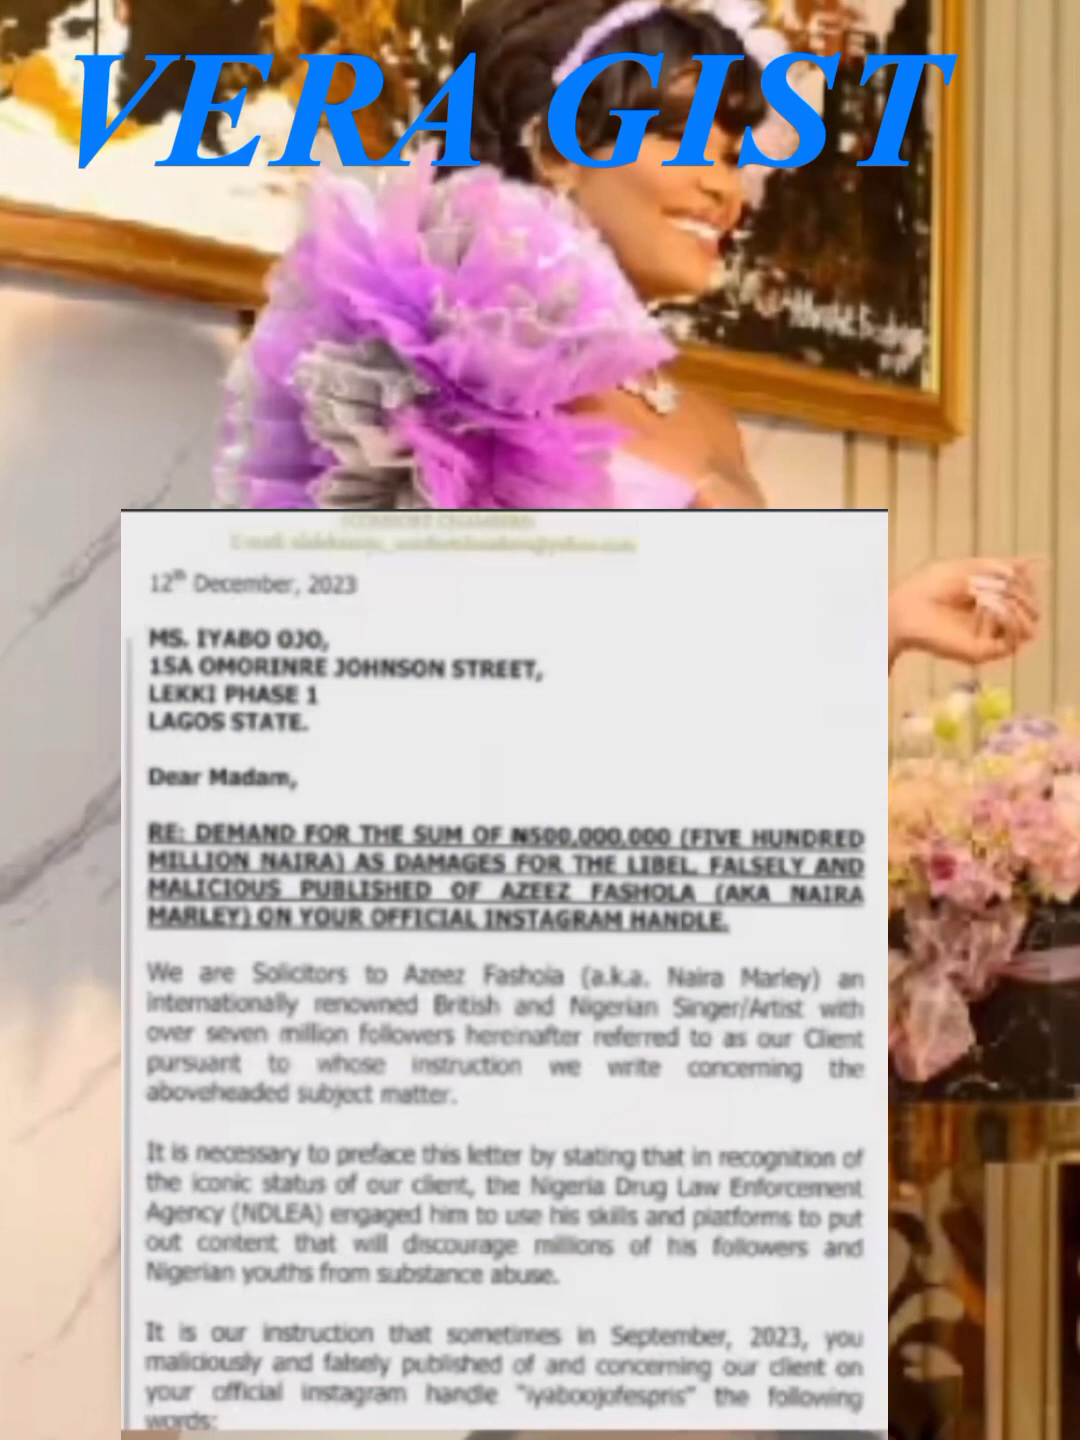 VERA GIST
12th December, 2023
MS. IYABO OJO,
15A OMORINRE JOHNSON STREET,
LEKKI PHASE 1
LAGOS STATE.
Dear Madam,
RE: DEMAND FOR THE SUM OF ₦500,000,000 (FIVE HUNDRED
MILLION NAIRA) AS DAMAGES FOR THE LIBEL, FALSELY AND
MALICIOUS PUBLISHED OF AZEEZ FASHOLA (AKA NAIRA
MARLEY) ON YOUR OFFICIAL INSTAGRAM HANDLE.
We are Solicitors to Azeez Fashola (a.k.a. Naira Marley) an
internationally renowned British and Nigerian Singer/Artist with
over seven million followers hereinafter referred to as our Client
pursuant to whose instruction we write concerning the
aboveheaded subject matter.
It is necessary to preface this letter by stating that in recognition of
the iconic status of our client, the Nigeria Drug Law Enforcement
Agency (NDLEA) engaged him to use his skills and platforms to put
out content that will discourage millions of his followers and
Nigerian youths from substance abuse.
It is our instruction that sometimes in September, 2023, you
maliciously and falsely published of and concerning our client on
your official instagram handle "iyaboojofespris" the following
words: